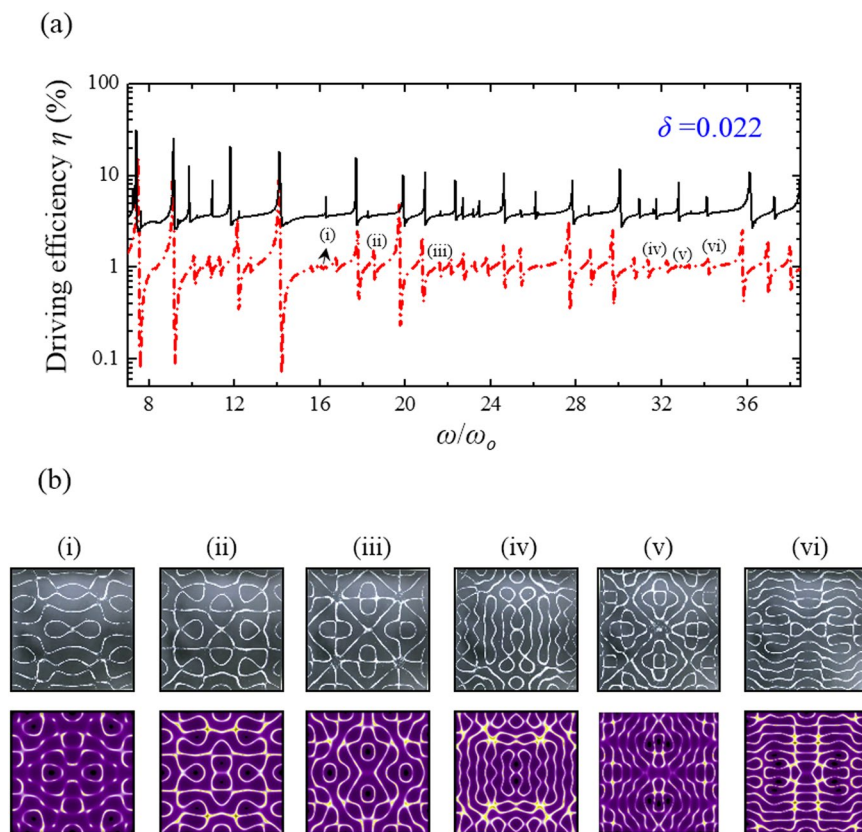 (a)
Driving efficiency η (%)
100
10
1
0.1
δ =0.022
(i)
(ii)
(iii)
(iv)
(v)
(vi)
8 12 16 20 24 28 32 36
ω/ωₒ
(b)
(i) (ii) (iii) (iv) (v) (vi)